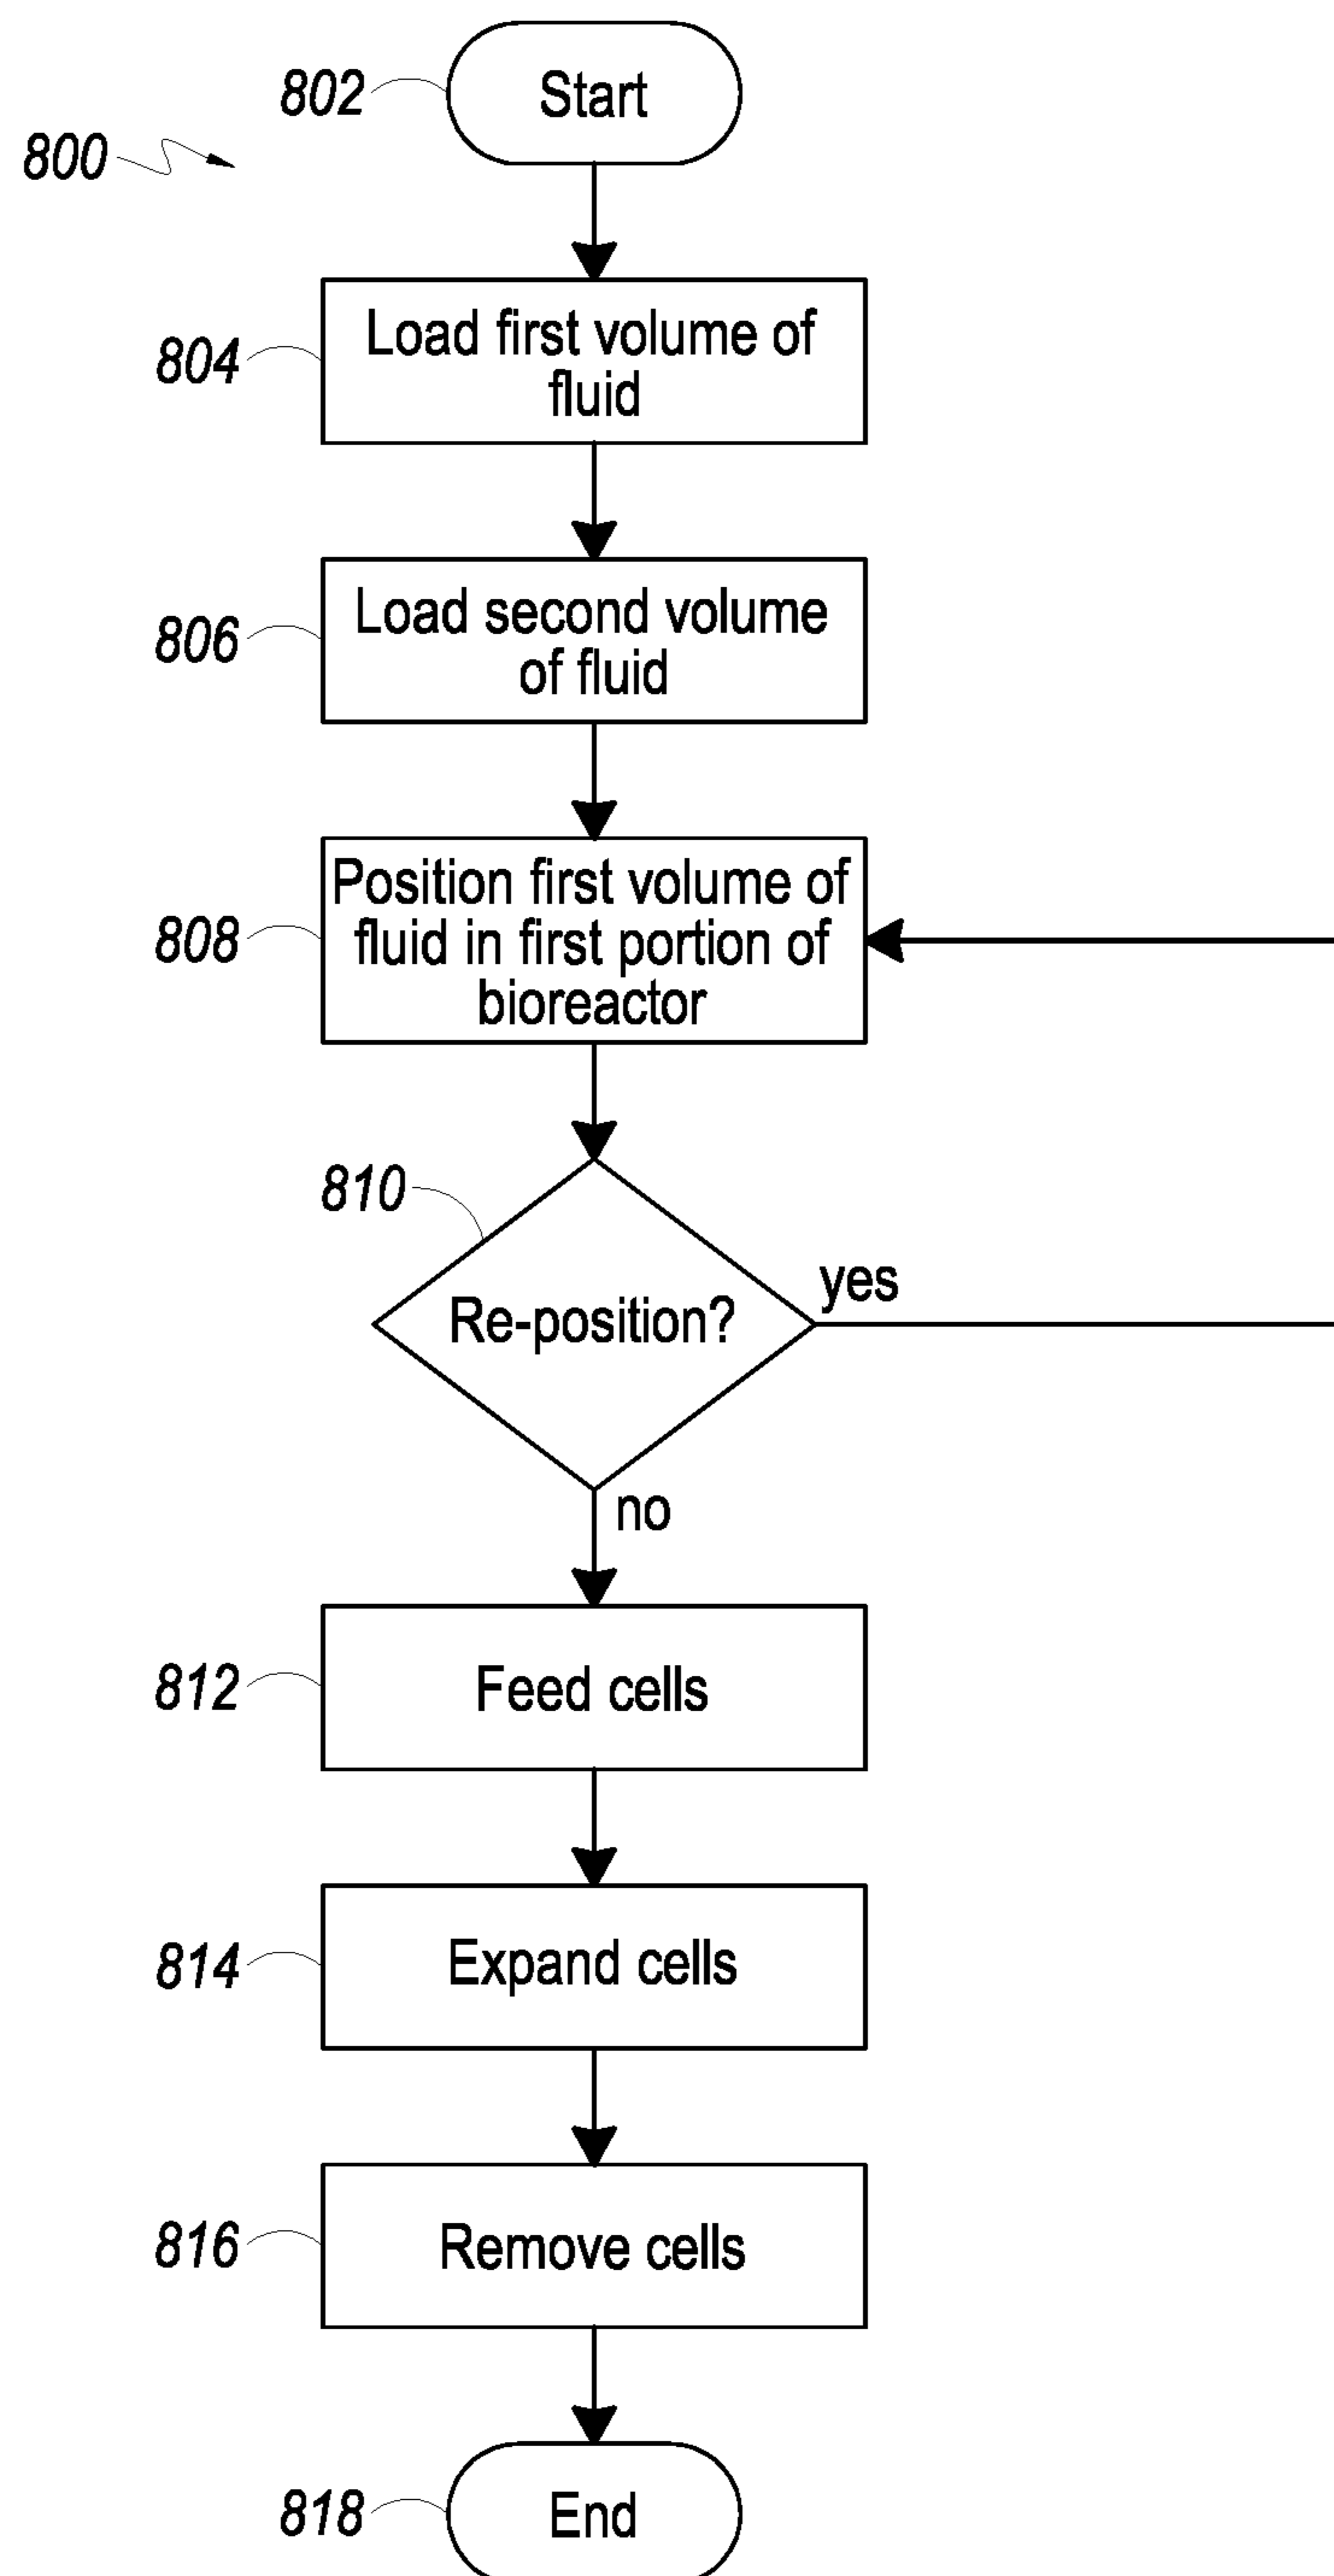 802
Start
800
804
Load first volume of
fluid
806
Load second volume
of fluid
808
Position first volume of
fluid in first portion of
bioreactor
810
Re-position?
yes
no
812
Feed cells
814
Expand cells
816
Remove cells
818
End